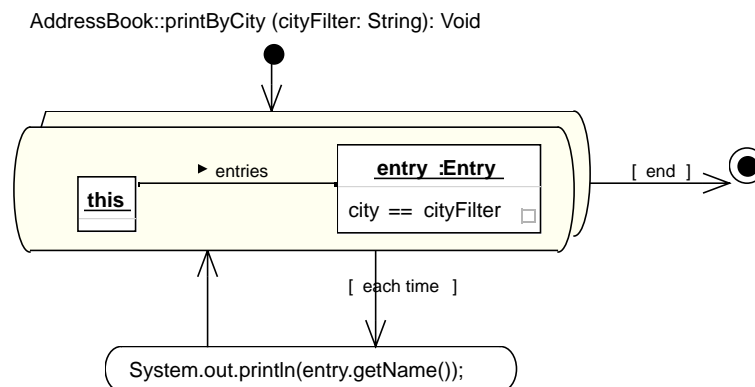 AddressBook::printByCity (cityFilter: String): Void
entries
entry :Entry
[ end ]
this
city == cityFilter
[ each time ]
System.out.println(entry.getName());